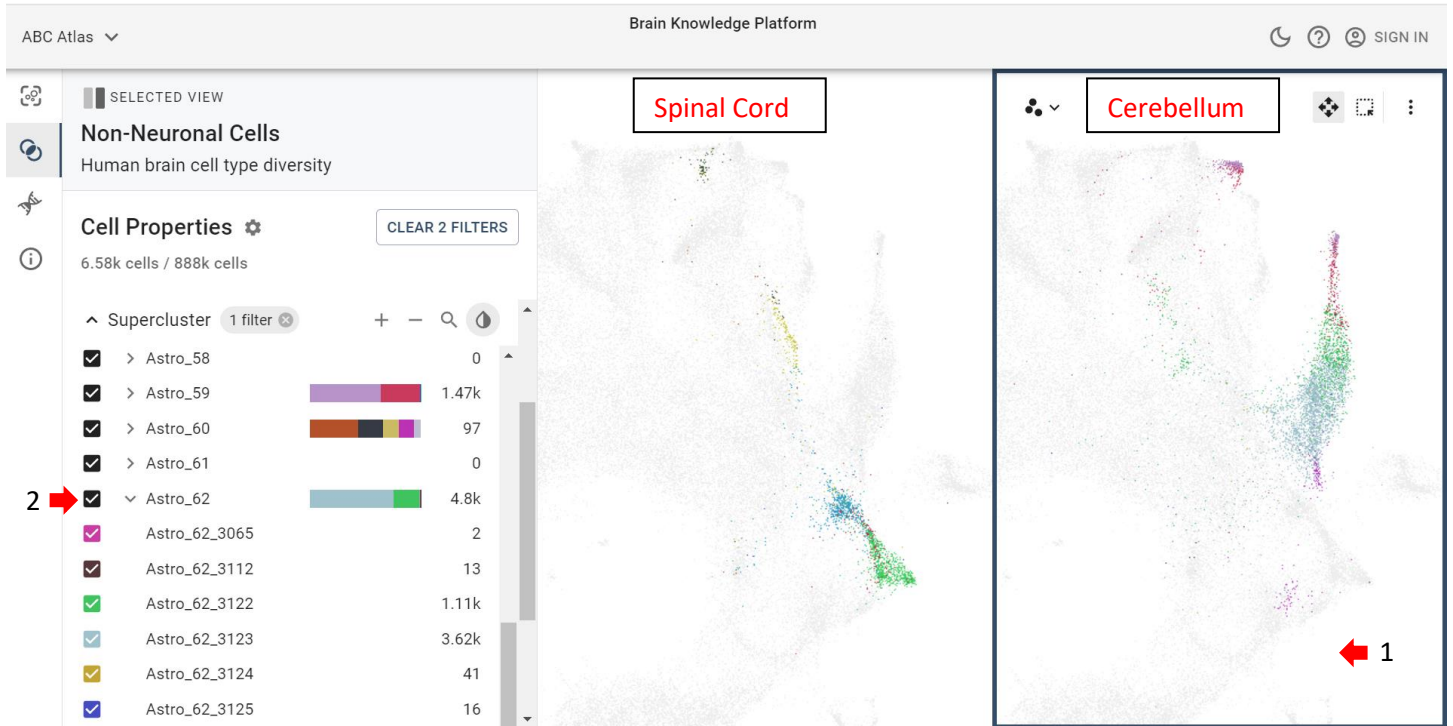 Brain Knowledge Platform
ABC Atlas
SIGN IN
SELECTED VIEW
Non-Neuronal Cells
Human brain cell type diversity
Cell Properties
CLEAR 2 FILTERS
6.58k cells / 888k cells
Supercluster 1 filter
Astro_58 0
Astro_59 1.47k
Astro_60 97
Astro_61 0
2 Astro_62 4.8k
Astro_62_3065 2
Astro_62_3112 13
Astro_62_3122 1.11k
Astro_62_3123 3.62k
Astro_62_3124 41
Astro_62_3125 16
Spinal Cord
Cerebellum
1